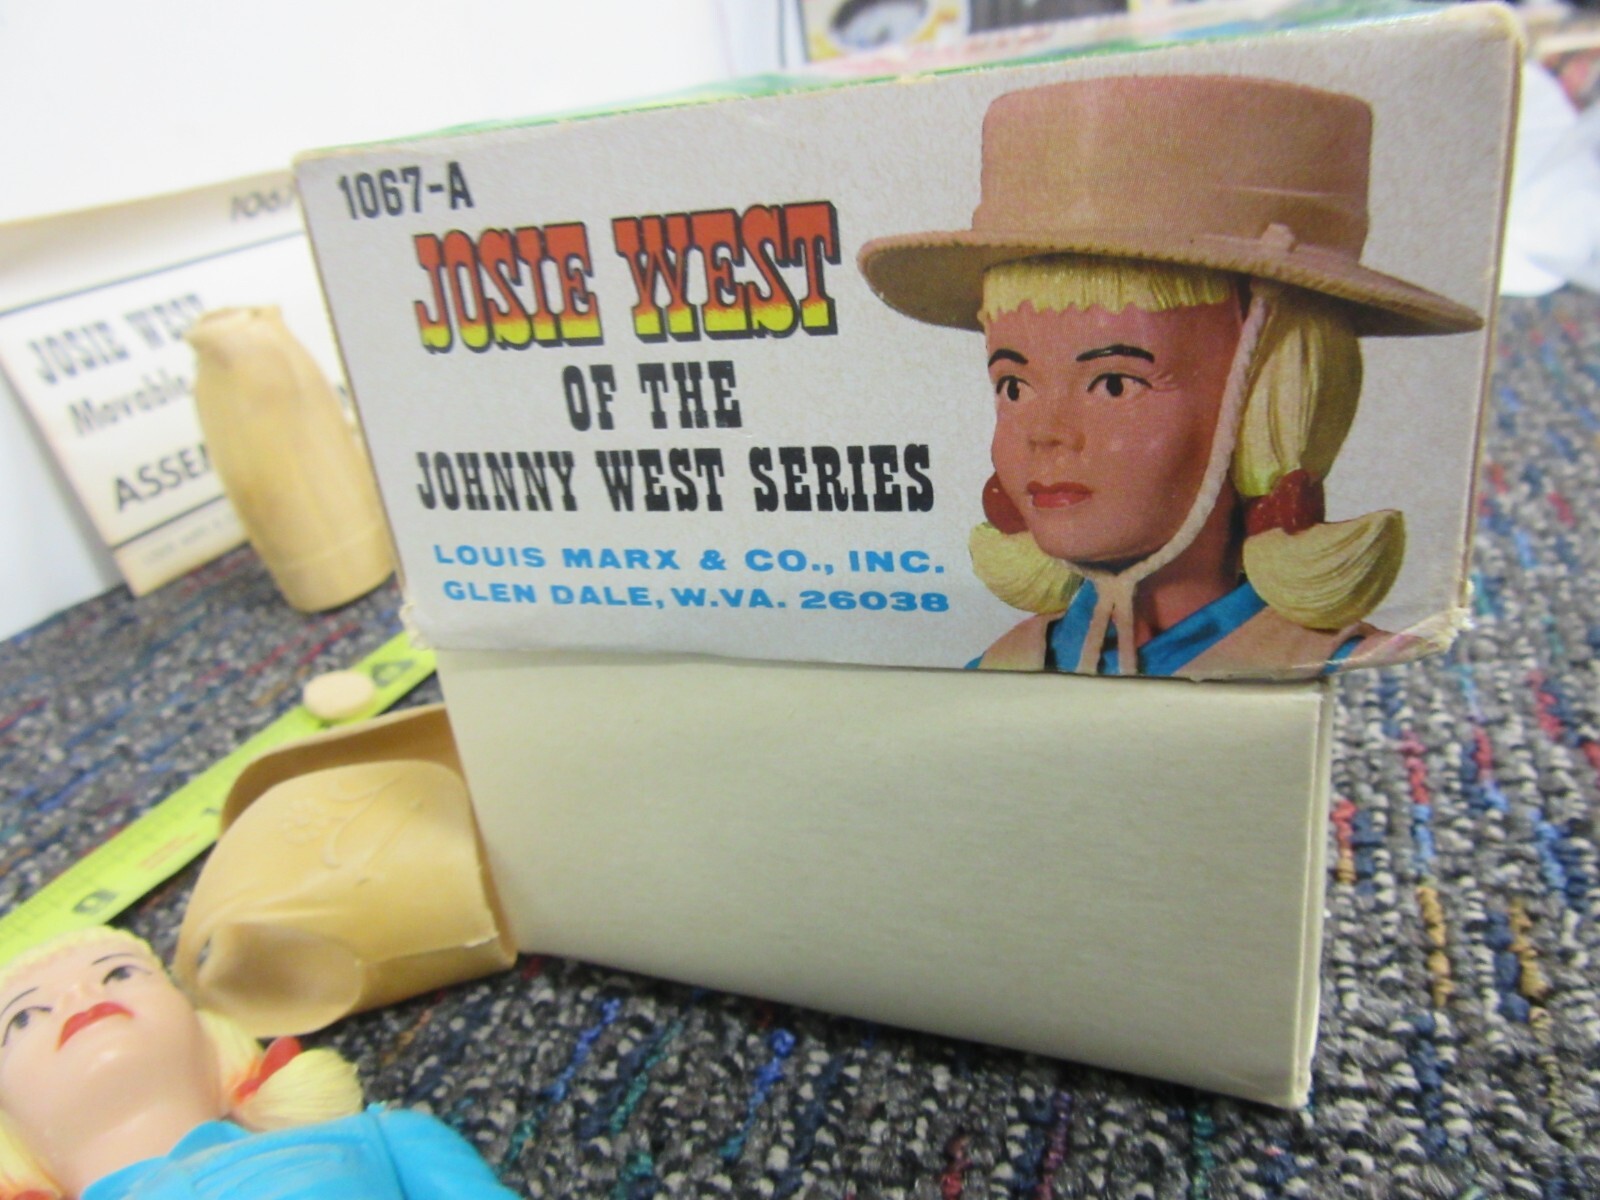 1067-A
JOSIE WEST
OF THE
JOHNNY WEST SERIES
LOUIS MARX & CO., INC.
GLEN DALE, W.VA. 26038
1067
JOSIE WEST
Movable
ASSEM